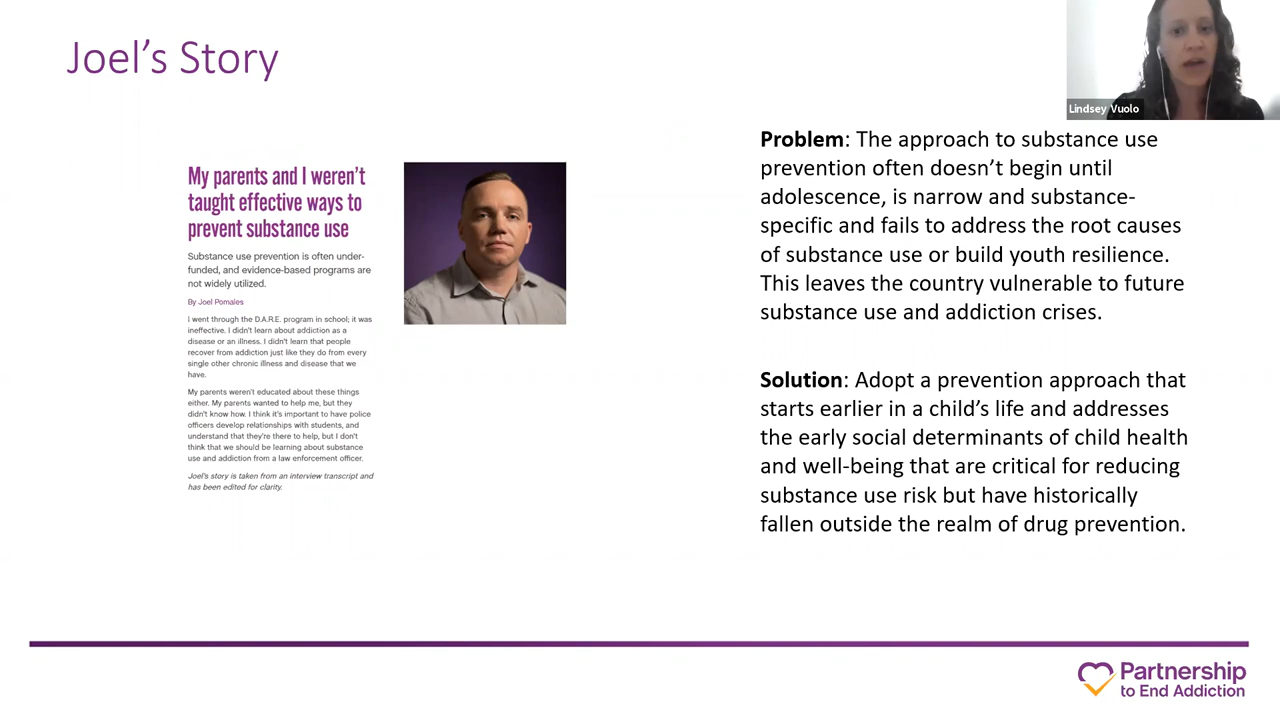 Joel's Story
Lindsey Vuolo
My parents and I weren't
taught effective ways to
prevent substance use
Substance use prevention is often under-
funded, and evidence-based programs are
not widely utilized.
By Joel Pomales
I went through the D.A.R.E. program in school; it was
ineffective. I didn't learn about addiction as a
disease or an illness. I didn't learn that people
recover from addiction just like they do from every
single other chronic illness and disease that we
have.
My parents weren't educated about these things
either. My parents wanted to help me, but they
didn't know how. I think it's important to have police
officers develop relationships with students, and
understand that they're there to help, but I don't
think that we should be learning about substance
use and addiction from a law enforcement officer.
Joel's story is taken from an interview transcript and
has been edited for clarity.
Problem: The approach to substance use
prevention often doesn't begin until
adolescence, is narrow and substance-
specific and fails to address the root causes
of substance use or build youth resilience.
This leaves the country vulnerable to future
substance use and addiction crises.
Solution: Adopt a prevention approach that
starts earlier in a child's life and addresses
the early social determinants of child health
and well-being that are critical for reducing
substance use risk but have historically
fallen outside the realm of drug prevention.
Partnership
to End Addiction